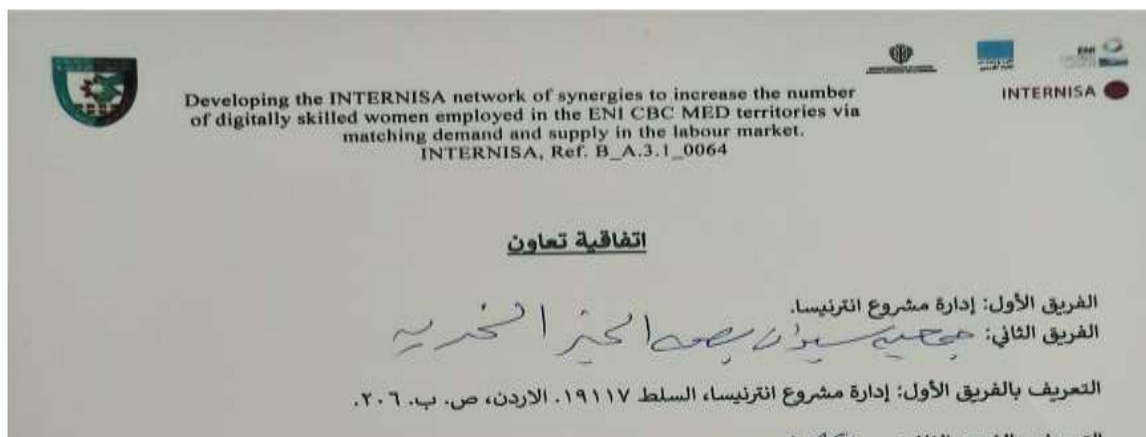 INTERNISA
Developing the INTERNISA network of synergies to increase the number
of digitally skilled women employed in the ENI CBC MED territories via
matching demand and supply in the labour market.
INTERNISA, Ref. B_A.3.1_0064
اتفاقية تعاون
الفريق الأول: إدارة مشروع انترنيسا.
الفريق الثاني: جمعية سيدات بصمة الخير الخيرية
التعريف بالفريق الأول: إدارة مشروع انترنيسا، السلط ١٩١١٧. الاردن، ص. ب. ٢٠٦.